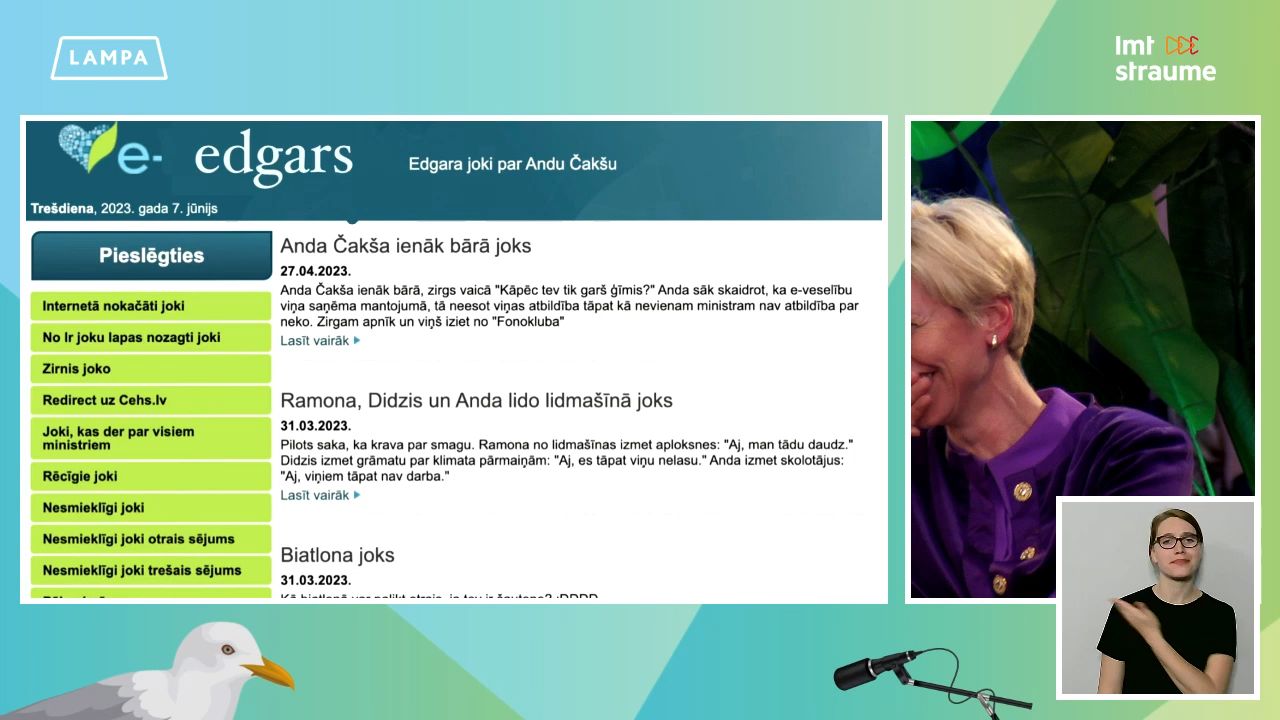 LAMPA
lmt
straume
e-
edgars
Edgara joki par Andu Čakšu
Trešdiena, 2023. gada 7. jūnijs
Pieslēgties
Internetā nokačāti joki
No Ir joku lapas nozagti joki
Zirnis joko
Redirect uz Cehs.lv
Joki, kas der par visiem
ministriem
Rēcīgie joki
Nesmieklīgi joki
Nesmieklīgi joki otrais sējums
Nesmieklīgi joki trešais sējums
Anda Čakša ienāk bārā joks
27.04.2023.
Anda Čakša ienāk bārā, zirgs vaicā "Kāpēc tev tik garš ģīmis?" Anda sāk skaidrot, ka e-veselību
viņa saņēma mantojumā, tā neesot viņas atbildība tāpat kā nevienam ministram nav atbildība par
neko. Zirgam apnīk un viņš iziet no "Fonokluba"
Lasīt vairāk
Ramona, Didzis un Anda lido lidmašīnā joks
31.03.2023.
Pilots saka, ka krava par smagu. Ramona no lidmašīnas izmet aploksnes: "Aj, man tādu daudz."
Didzis izmet grāmatu par klimata pārmaiņām: "Aj, es tāpat viņu nelasu." Anda izmet skolotājus:
"Aj, viņiem tāpat nav darba."
Lasīt vairāk
Biatlona joks
31.03.2023.